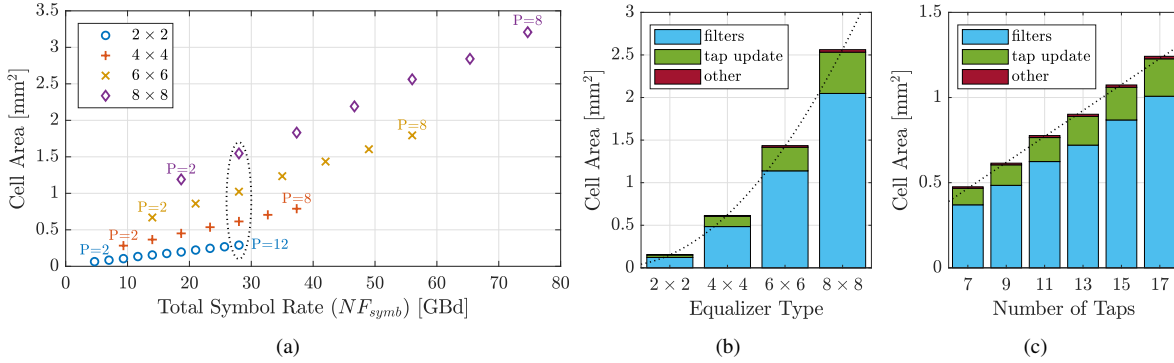 3.5
3
2.5
2
1.5
1
0.5
0
0 10 20 30 40 50 60 70 80
Cell Area [mm²]
Total Symbol Rate (NF_symb) [GBd]
2 × 2
4 × 4
6 × 6
8 × 8
P=8
P=8
P=2
P=2
P=8
P=2
P=2
P=12
(a)
3
2.5
2
1.5
1
0.5
0
Cell Area [mm²]
filters
tap update
other
2 × 2 4 × 4 6 × 6 8 × 8
Equalizer Type
(b)
1.5
1
0.5
0
Cell Area [mm²]
filters
tap update
other
7 9 11 13 15 17
Number of Taps
(c)